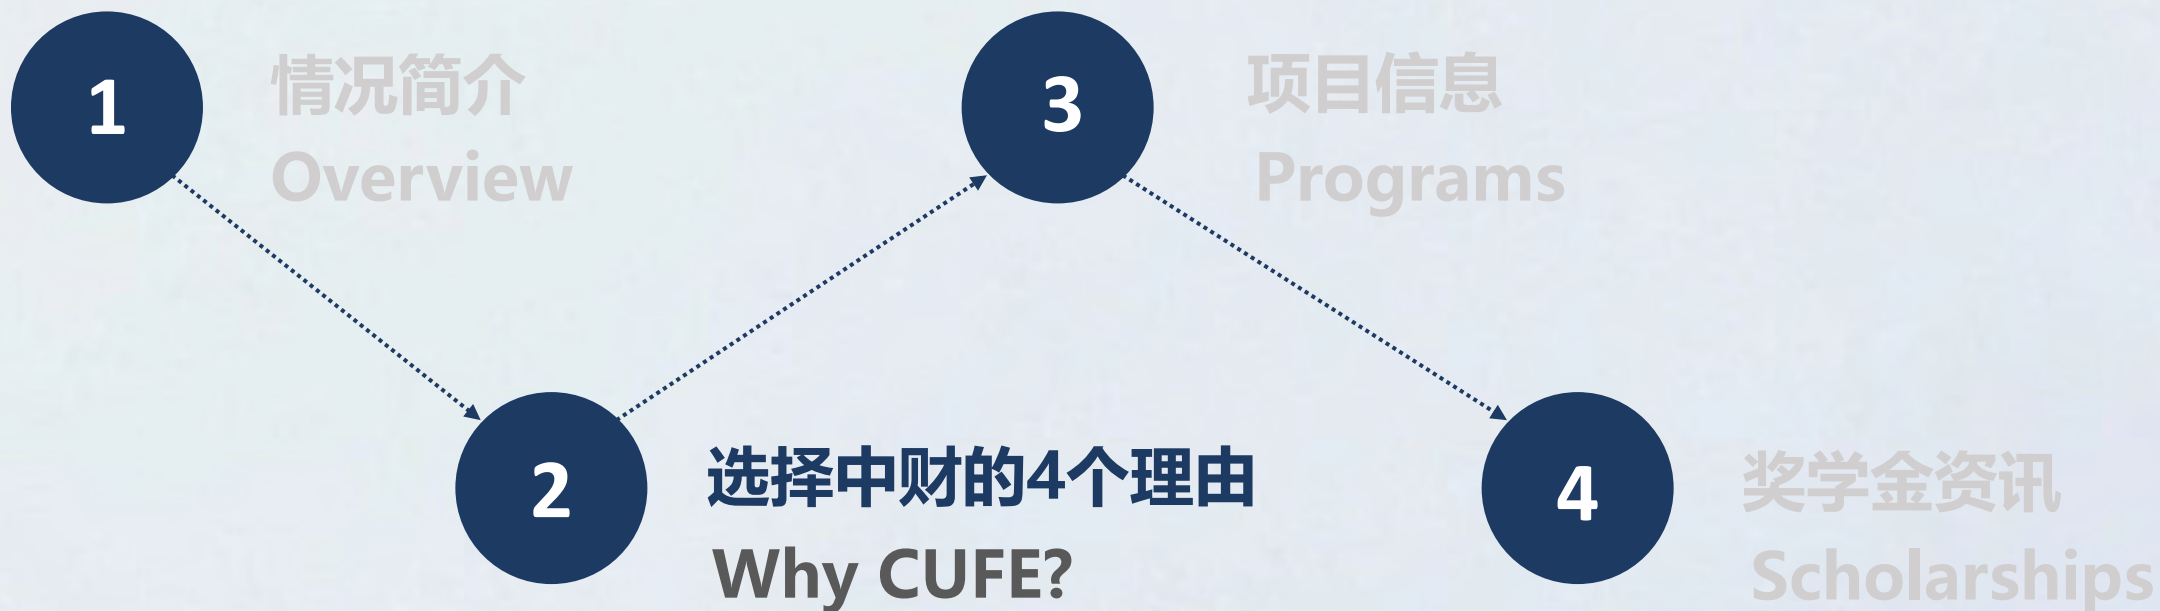 1
情况简介
Overview
2
选择中财的4个理由
Why CUFE?
3
项目信息
Programs
4
奖学金资讯
Scholarships